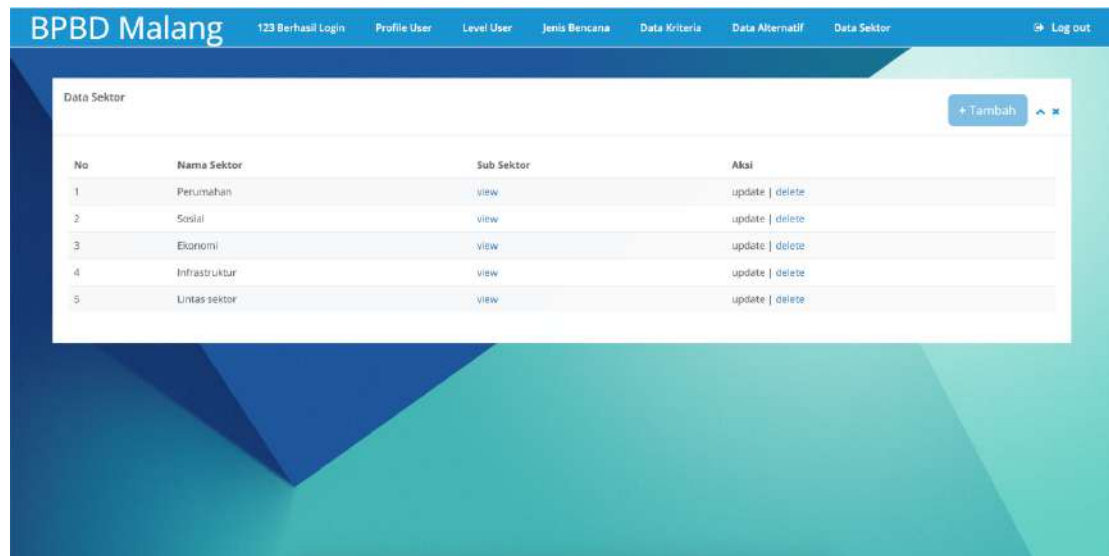 BPBD Malang 123 Berhasil Login Profile User Level User Jenis Bencana Data Kriteria Data Alternatif Data Sektor Log out
Data Sektor
+ Tambah
No Nama Sektor Sub Sektor Aksi
1 Perumahan view update | delete
2 Sosial view update | delete
3 Ekonomi view update | delete
4 Infrastruktur view update | delete
5 Lintas sektor view update | delete